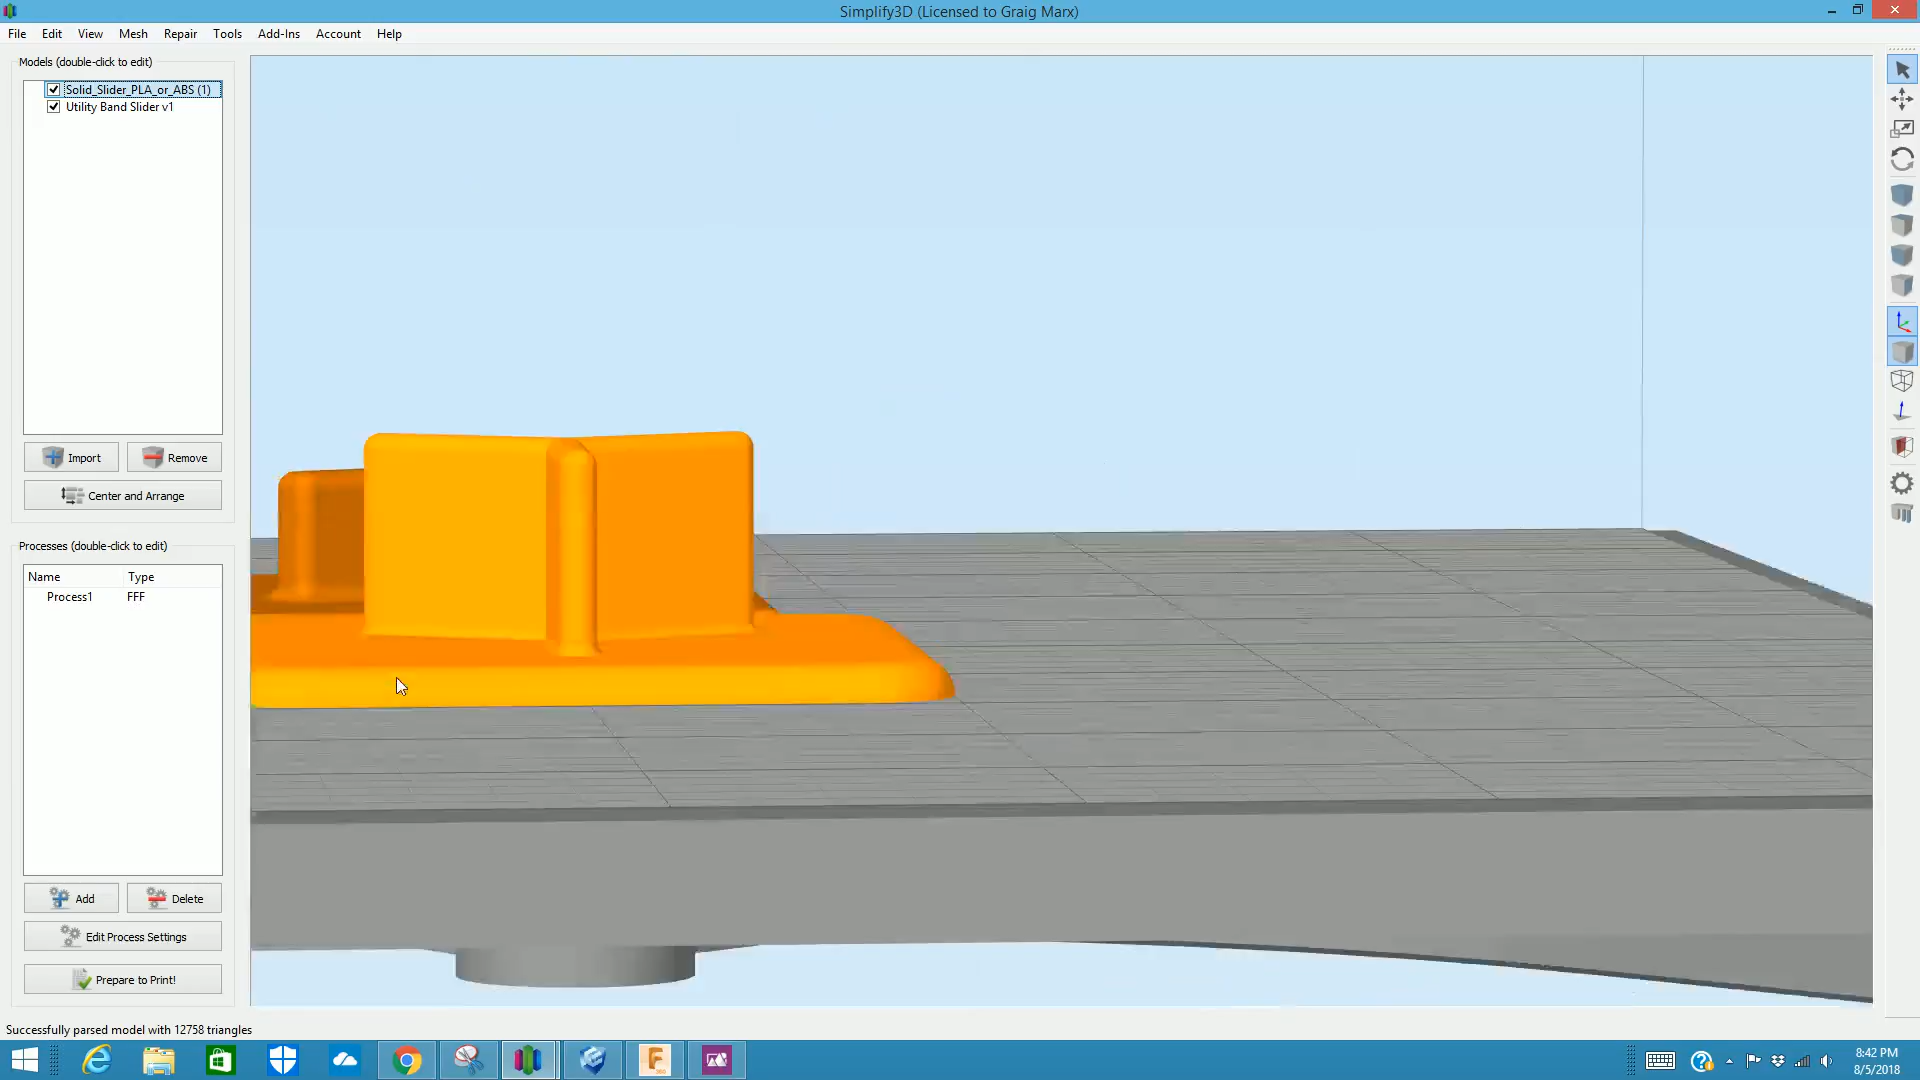 Simplify3D (Licensed to Graig Marx)
File Edit View Mesh Repair Tools Add-Ins Account Help
Models (double-click to edit)
Solid_Slider_PLA_or_ABS (1)
Utility Band Slider v1
Import Remove
Center and Arrange
Processes (double-click to edit)
Name Type
Process1 FFF
Add Delete
Edit Process Settings
Prepare to Print!
Successfully parsed model with 12758 triangles
8:42 PM
8/5/2018